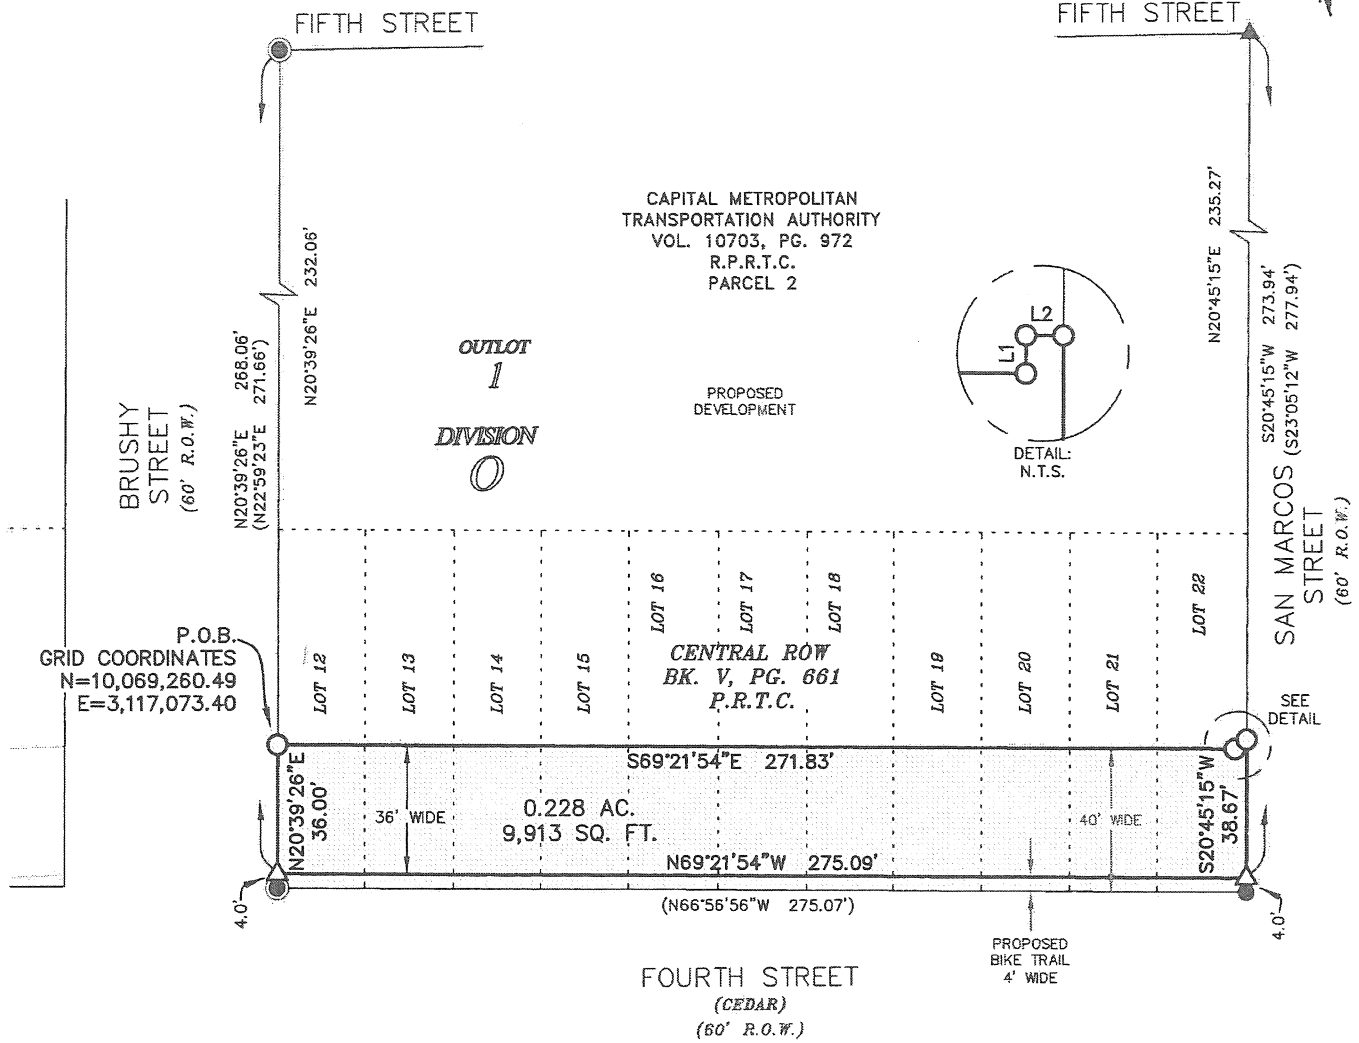 FIFTH STREET
FIFTH STREET
CAPITAL METROPOLITAN
TRANSPORTATION AUTHORITY
VOL. 10703, PG. 972
R.P.R.T.C.
PARCEL 2
N20°39'26"E 232.06'
N20°39'26"E 268.06'
(N22°59'23"E 271.66')
N20°45'15"E 235.27'
S20°45'15"W 273.94'
(S23°05'12"W 277.94')
OUTLOT
1
DIVISION
O
PROPOSED
DEVELOPMENT
L1
L2
DETAIL:
N.T.S.
BRUSHY
STREET
(60' R.O.W.)
SAN MARCOS
STREET
(60' R.O.W.)
P.O.B.
GRID COORDINATES
N=10,069,260.49
E=3,117,073.40
LOT 12
LOT 13
LOT 14
LOT 15
LOT 16
LOT 17
LOT 18
LOT 19
LOT 20
LOT 21
LOT 22
CENTRAL ROW
BK. V, PG. 661
P.R.T.C.
SEE
DETAIL
S69°21'54"E 271.83'
N20°39'26"E
36.00'
36' WIDE
0.228 AC.
9,913 SQ. FT.
40' WIDE
S20°45'15"W
38.67'
N69°21'54"W 275.09'
(N66°56'56"W 275.07')
4.0'
4.0'
PROPOSED
BIKE TRAIL
4' WIDE
FOURTH STREET
(CEDAR)
(60' R.O.W.)